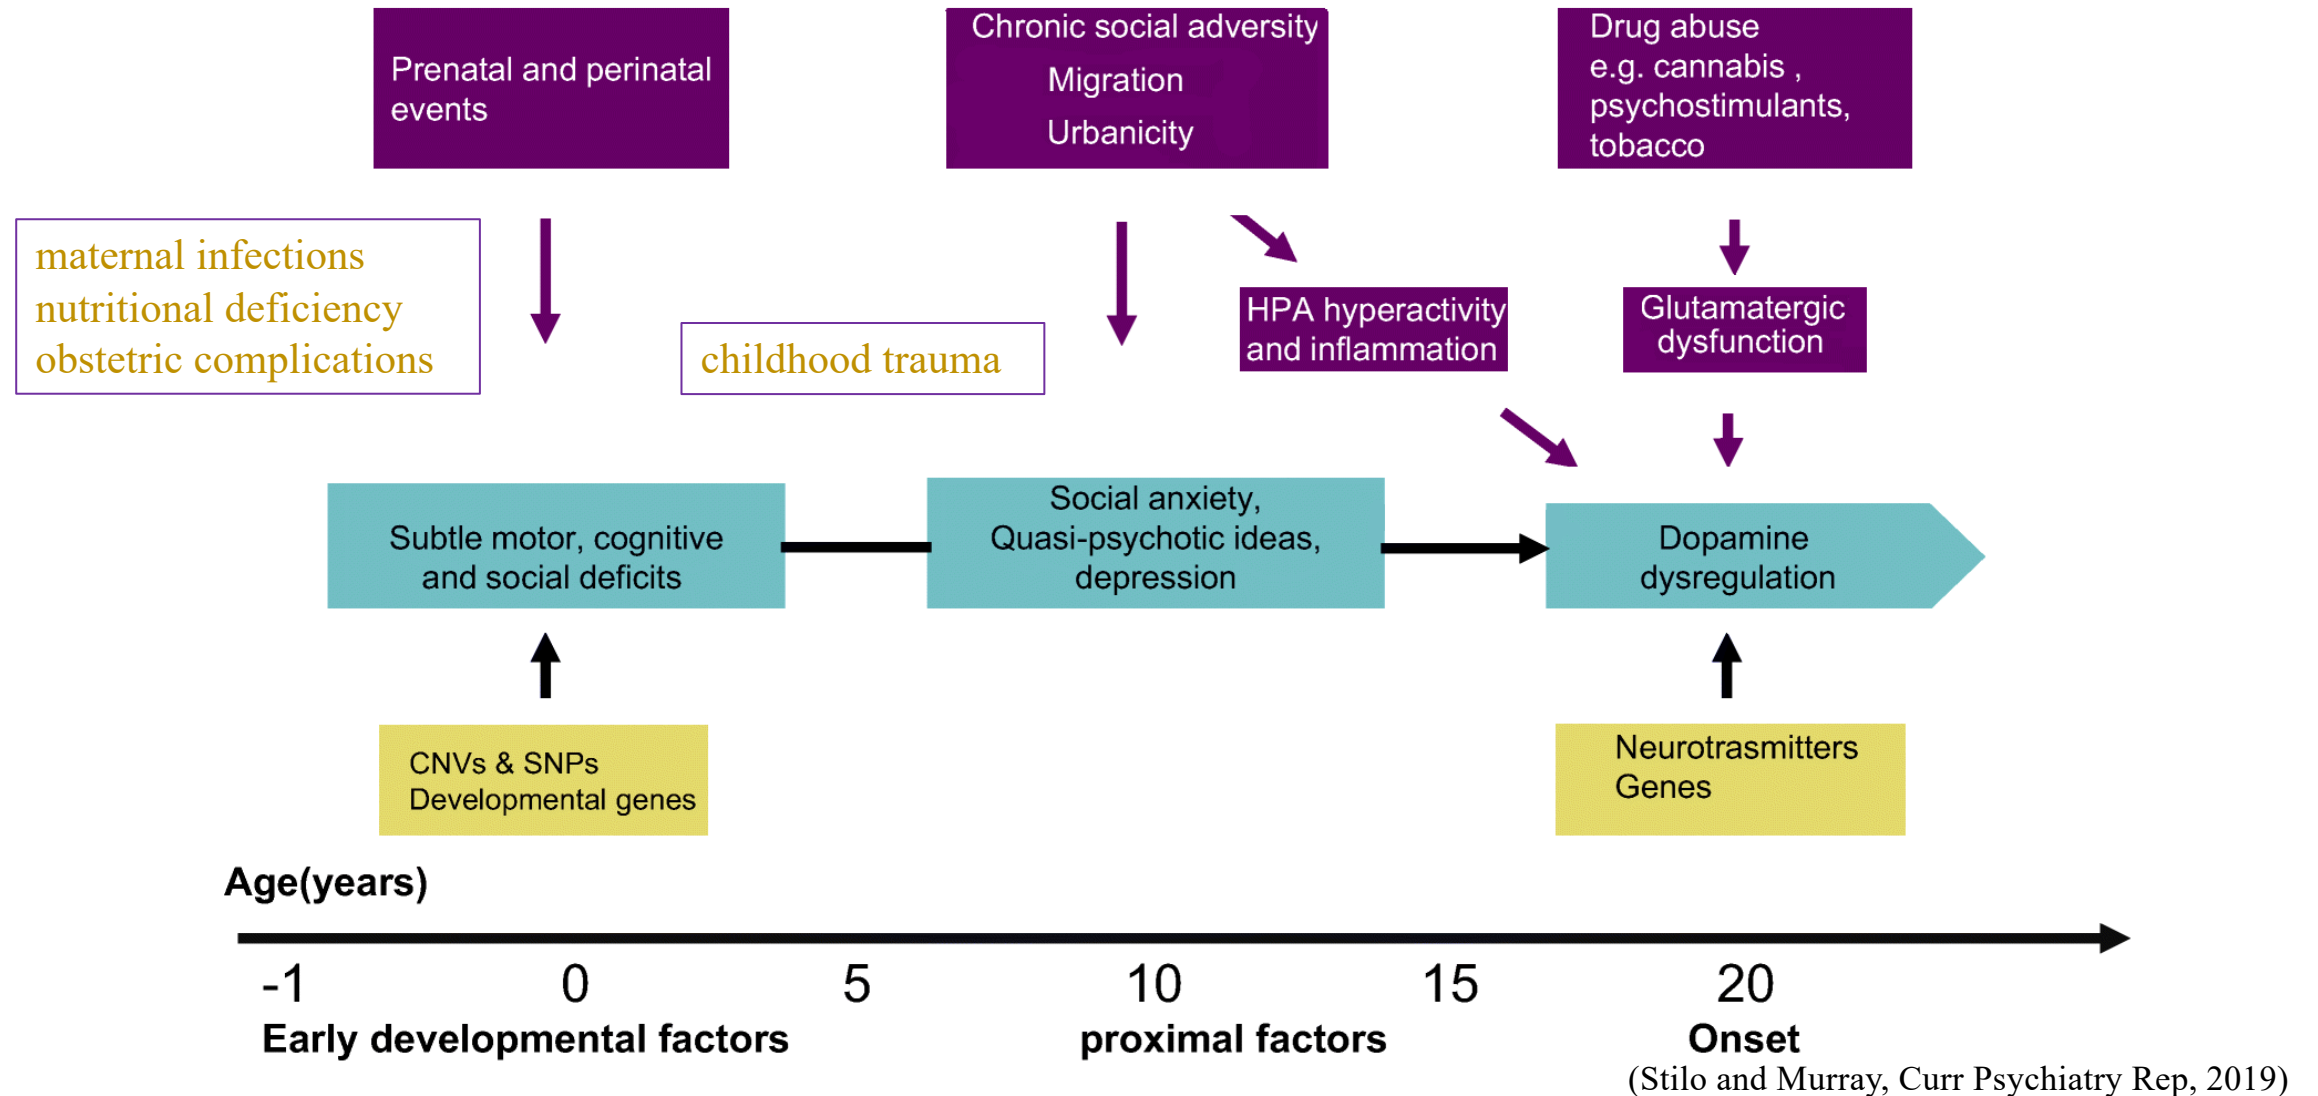 Prenatal and perinatal
events
Chronic social adversity
Migration
Urbanicity
Drug abuse
e.g. cannabis ,
psychostimulants,
tobacco
maternal infections
nutritional deficiency
obstetric complications
childhood trauma
HPA hyperactivity
and inflammation
Glutamatergic
dysfunction
Subtle motor, cognitive
and social deficits
Social anxiety,
Quasi-psychotic ideas,
depression
Dopamine
dysregulation
CNVs & SNPs
Developmental genes
Neurotrasmitters
Genes
Age(years)
-1 0 5 10 15 20
Early developmental factors proximal factors Onset
(Stilo and Murray, Curr Psychiatry Rep, 2019)